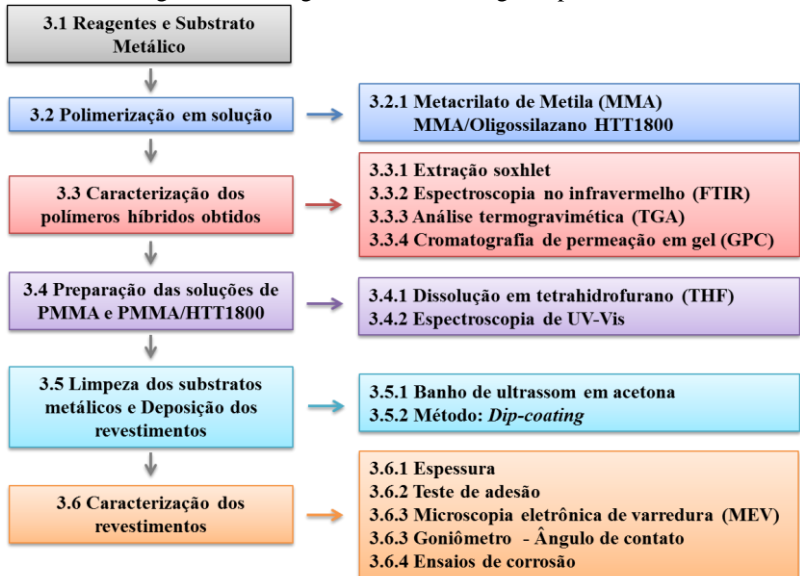 3.1 Reagentes e Substrato
Metálico
3.2 Polimerização em solução
3.2.1 Metacrilato de Metila (MMA)
MMA/Oligossilazano HTT1800
3.3 Caracterização dos
polímeros híbridos obtidos
3.3.1 Extração soxhlet
3.3.2 Espectroscopia no infravermelho (FTIR)
3.3.3 Análise termogravimética (TGA)
3.3.4 Cromatografia de permeação em gel (GPC)
3.4 Preparação das soluções de
PMMA e PMMA/HTT1800
3.4.1 Dissolução em tetrahidrofurano (THF)
3.4.2 Espectroscopia de UV-Vis
3.5 Limpeza dos substratos
metálicos e Deposição dos
revestimentos
3.5.1 Banho de ultrassom em acetona
3.5.2 Método: Dip-coating
3.6 Caracterização dos
revestimentos
3.6.1 Espessura
3.6.2 Teste de adesão
3.6.3 Microscopia eletrônica de varredura (MEV)
3.6.3 Goniômetro - Ângulo de contato
3.6.4 Ensaios de corrosão